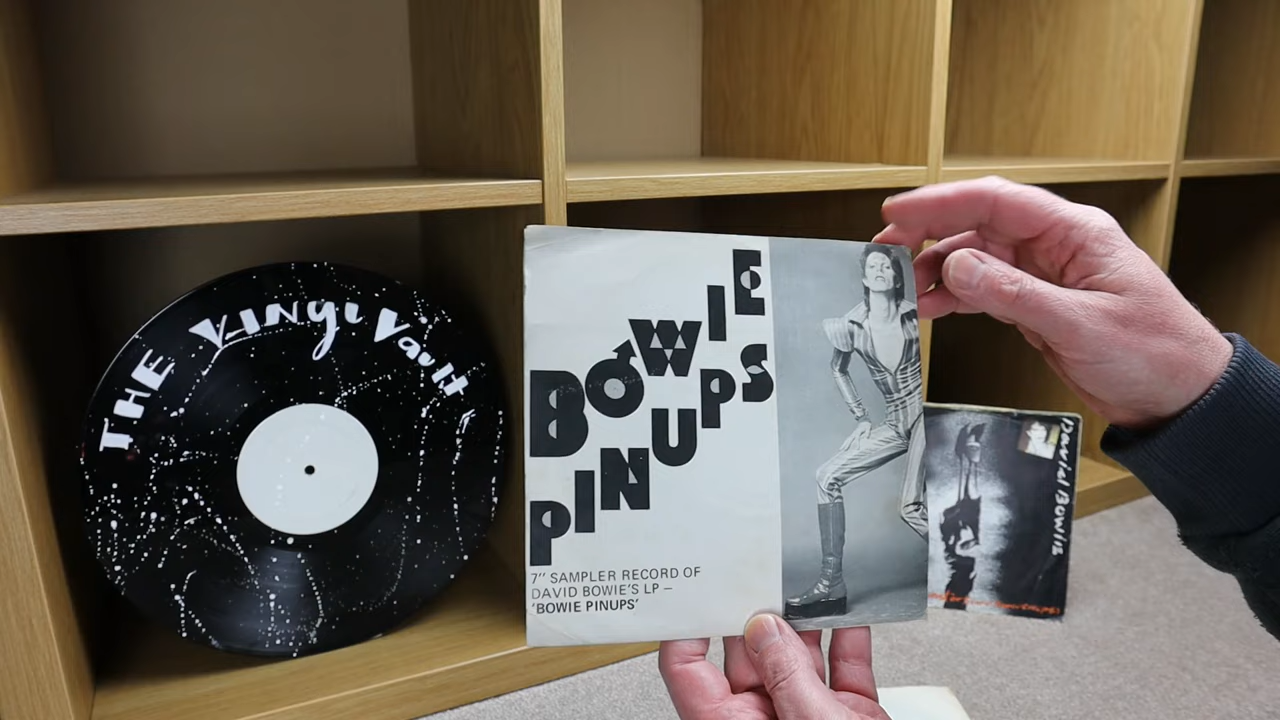 THE Vinyl Vault
BOWIE
PINUPS
7" SAMPLER RECORD OF
DAVID BOWIE'S LP –
'BOWIE PINUPS'
David Bowie